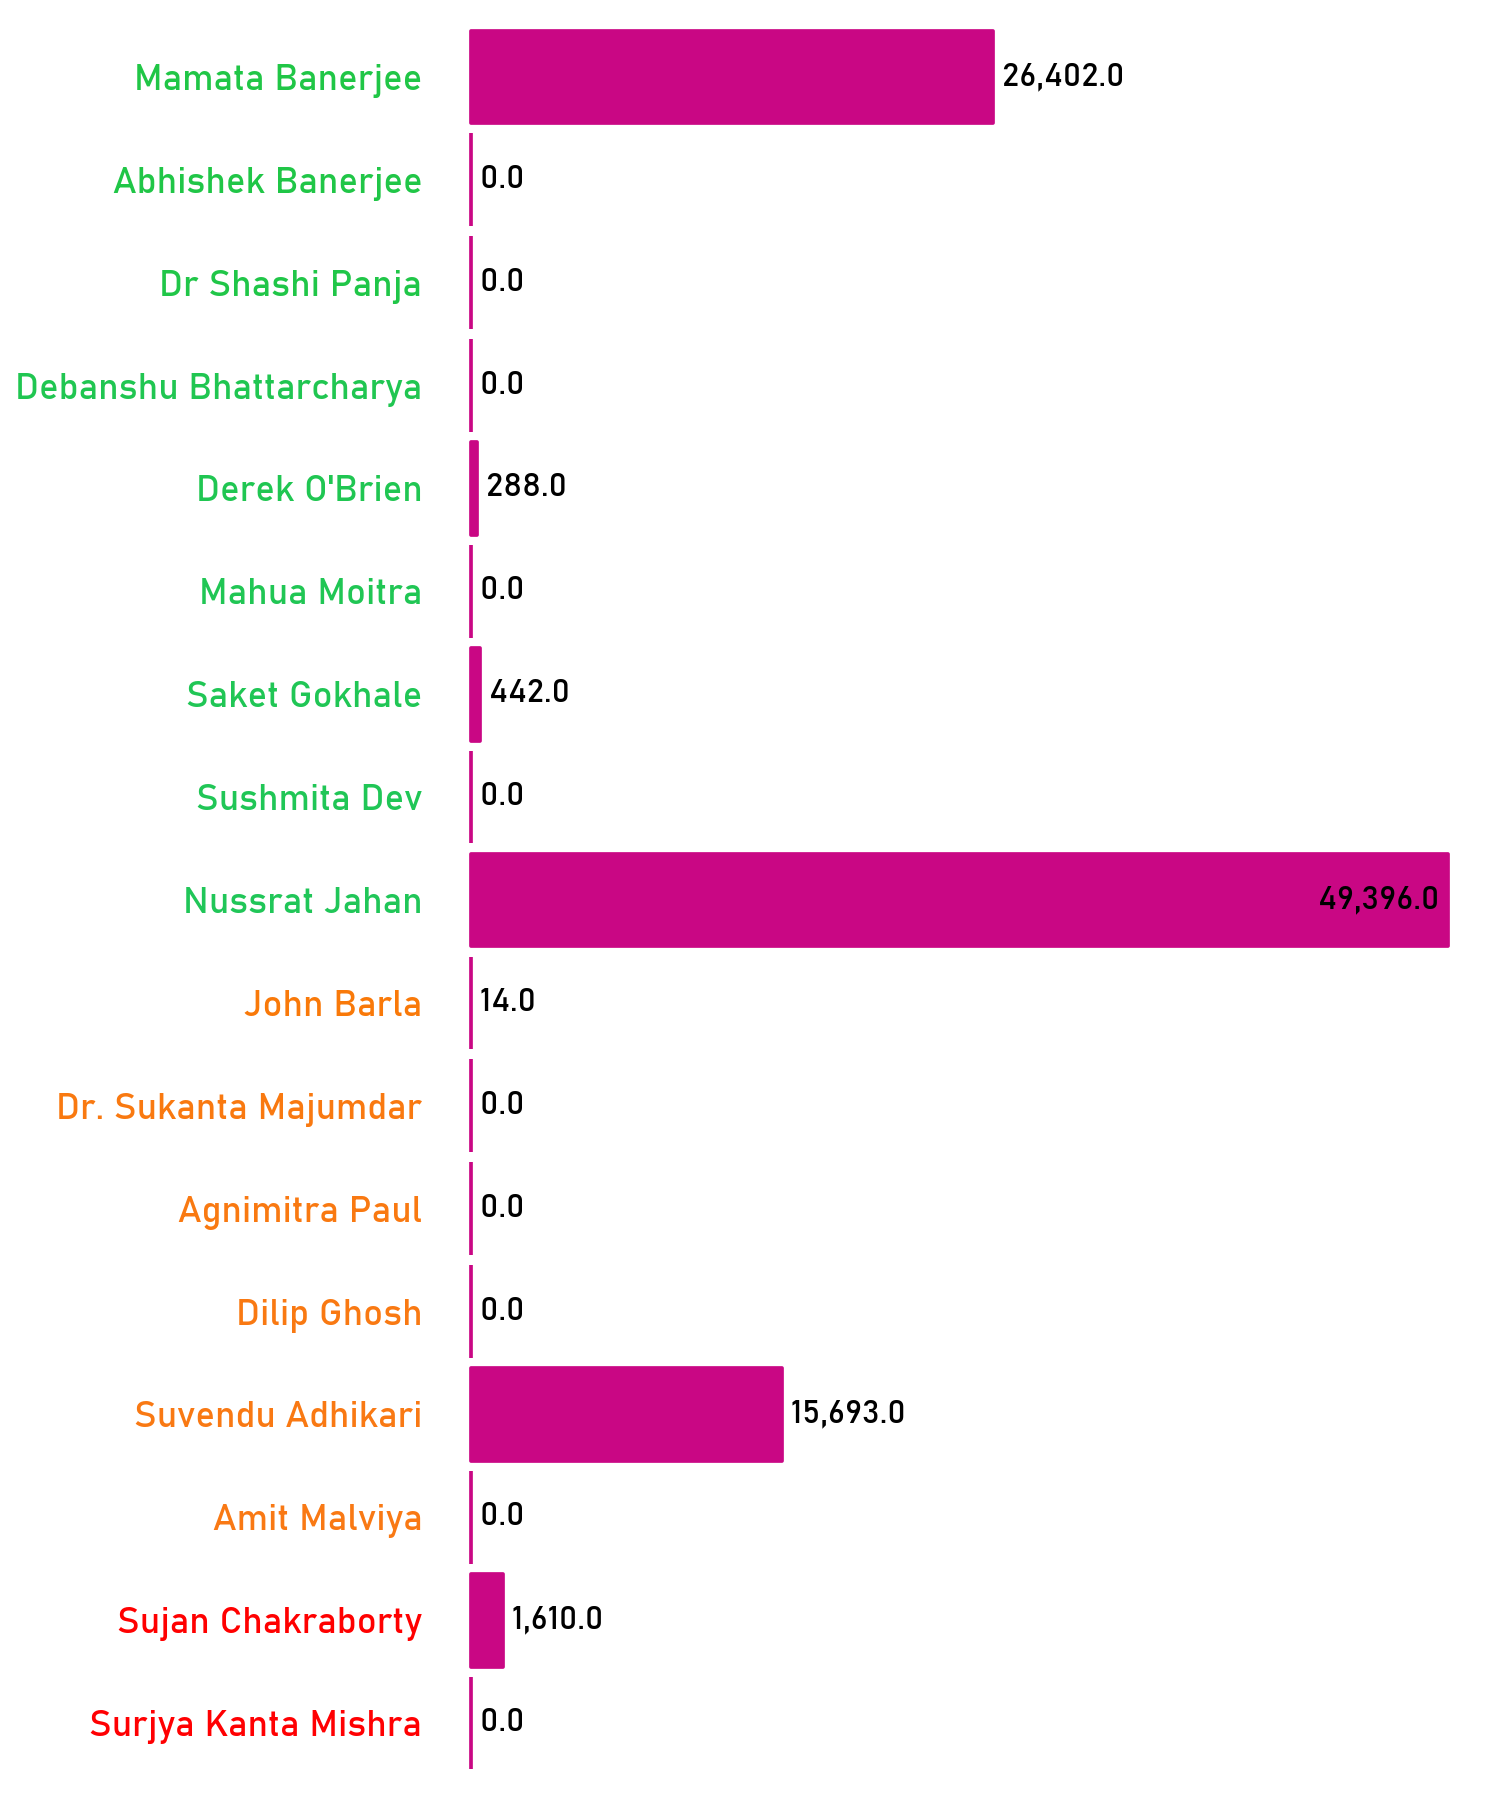 Mamata Banerjee 26,402.0
Abhishek Banerjee 0.0
Dr Shashi Panja 0.0
Debanshu Bhattarcharya 0.0
Derek O'Brien 288.0
Mahua Moitra 0.0
Saket Gokhale 442.0
Sushmita Dev 0.0
Nussrat Jahan 49,396.0
John Barla 14.0
Dr. Sukanta Majumdar 0.0
Agnimitra Paul 0.0
Dilip Ghosh 0.0
Suvendu Adhikari 15,693.0
Amit Malviya 0.0
Sujan Chakraborty 1,610.0
Surjya Kanta Mishra 0.0